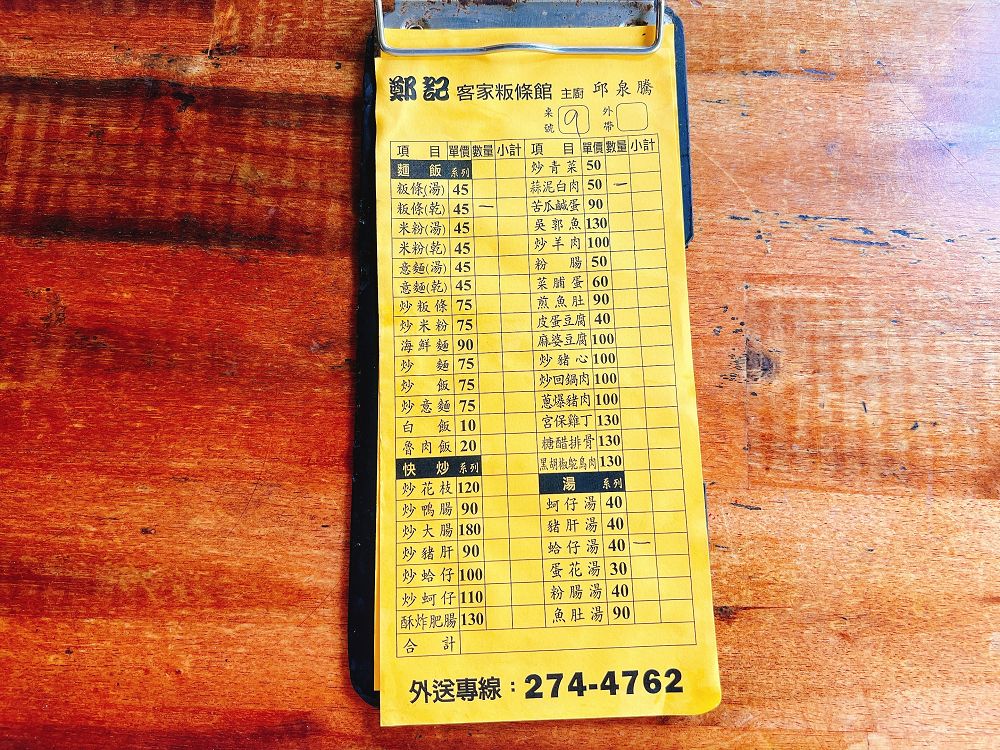 鄭記 客家粄條館 主廚 邱泉騰
桌號 9 外帶
項目 單價 數量 小計 項目 單價 數量 小計
麵飯 系列 炒青菜 50
粄條(湯) 45 蒜泥白肉 50 一
粄條(乾) 45 一 苦瓜鹹蛋 90
米粉(湯) 45 吳郭魚 130
米粉(乾) 45 炒羊肉 100
意麵(湯) 45 粉腸 50
意麵(乾) 45 菜脯蛋 60
炒粄條 75 煎魚肚 90
炒米粉 75 皮蛋豆腐 40
海鮮麵 90 麻婆豆腐 100
炒麵 75 炒豬心 100
炒飯 75 炒回鍋肉 100
炒意麵 75 蔥爆豬肉 100
白飯 10 宮保雞丁 130
魯肉飯 20 糖醋排骨 130
快炒 系列 黑胡椒鴕鳥肉 130
炒花枝 120 湯 系列
炒鴨腸 90 蚵仔湯 40
炒大腸 180 豬肝湯 40
炒豬肝 90 蛤仔湯 40 一
炒蛤仔 100 蛋花湯 30
炒蚵仔 110 粉腸湯 40
酥炸肥腸 130 魚肚湯 90
合計
外送專線：274-4762